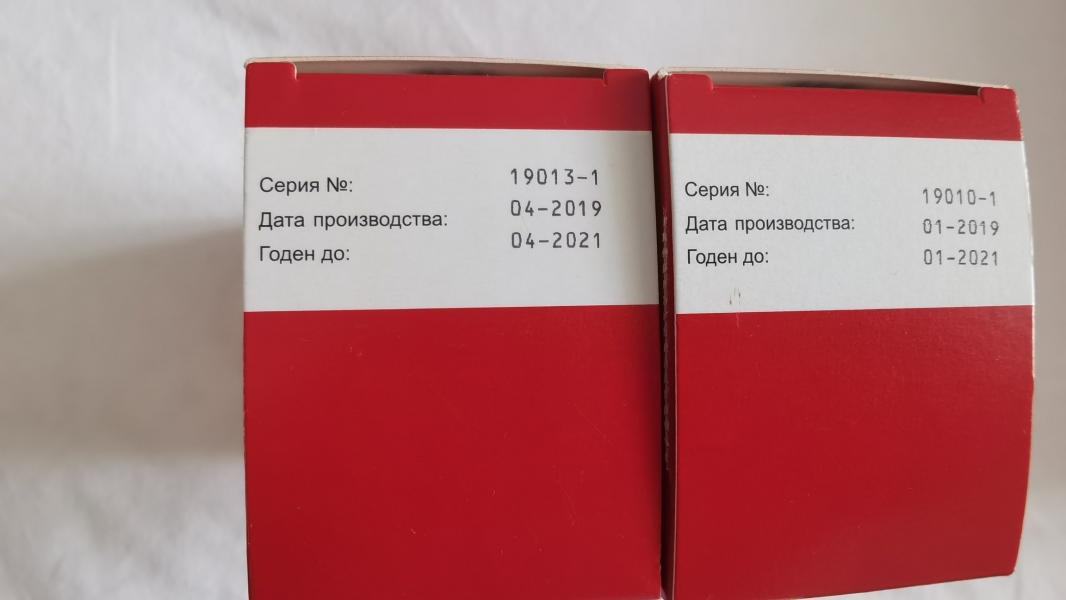 Серия №: 19013-1
Дата производства: 04-2019
Годен до: 04-2021
Серия №: 19010-1
Дата производства: 01-2019
Годен до: 01-2021